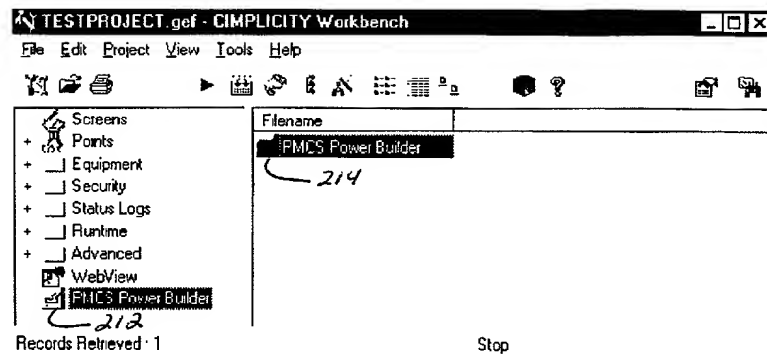 TESTPROJECT.gef - CIMPLICITY Workbench
File Edit Project View Tools Help
Screens
+ Points
+ Equipment
+ Security
+ Status Logs
+ Runtime
+ Advanced
WebView
PMCS Power Builder
212
Filename
PMCS Power Builder
214
Records Retrieved : 1
Stop